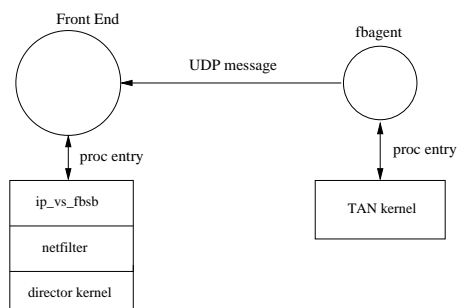 Front End
fbagent
UDP message
proc entry
proc entry
ip_vs_fbsb
TAN kernel
netfilter
director kernel